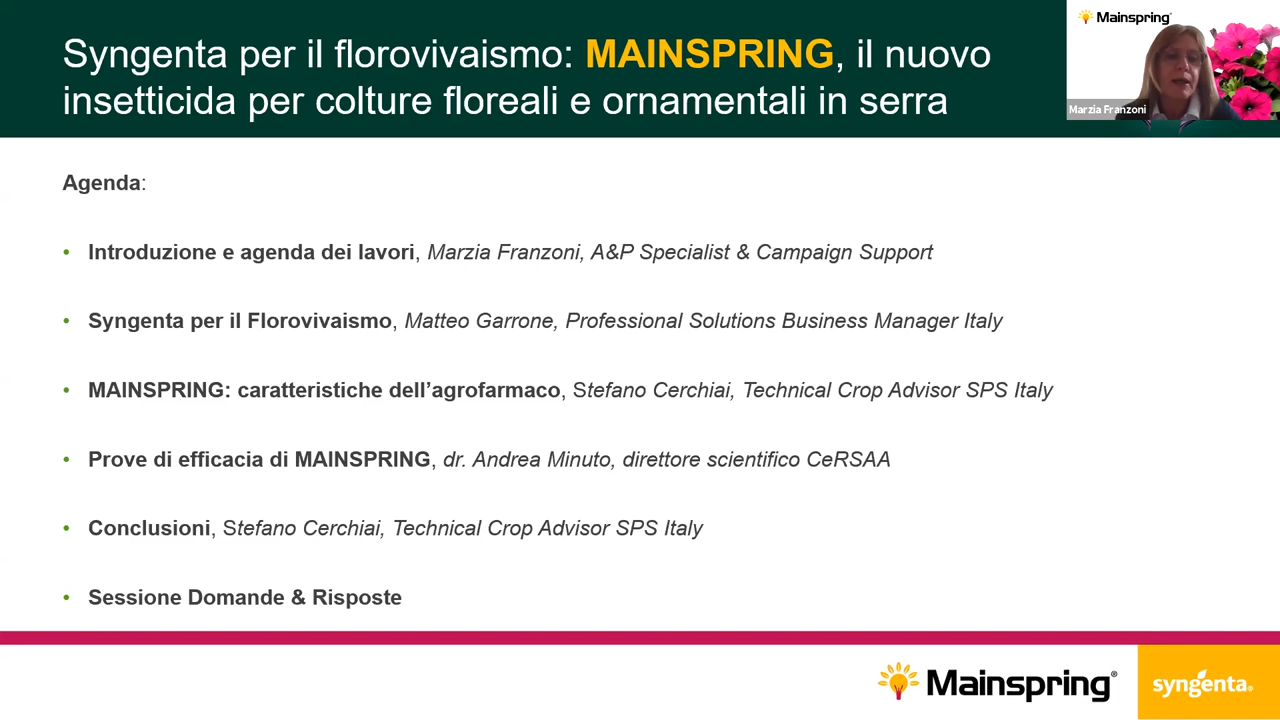 Syngenta per il florovivaismo: MAINSPRING, il nuovo
insetticida per colture floreali e ornamentali in serra
Mainspring
Marzia Franzoni
Agenda:
• Introduzione e agenda dei lavori, Marzia Franzoni, A&P Specialist & Campaign Support
• Syngenta per il Florovivaismo, Matteo Garrone, Professional Solutions Business Manager Italy
• MAINSPRING: caratteristiche dell’agrofarmaco, Stefano Cerchiai, Technical Crop Advisor SPS Italy
• Prove di efficacia di MAINSPRING, dr. Andrea Minuto, direttore scientifico CeRSAA
• Conclusioni, Stefano Cerchiai, Technical Crop Advisor SPS Italy
• Sessione Domande & Risposte
Mainspring®
syngenta®